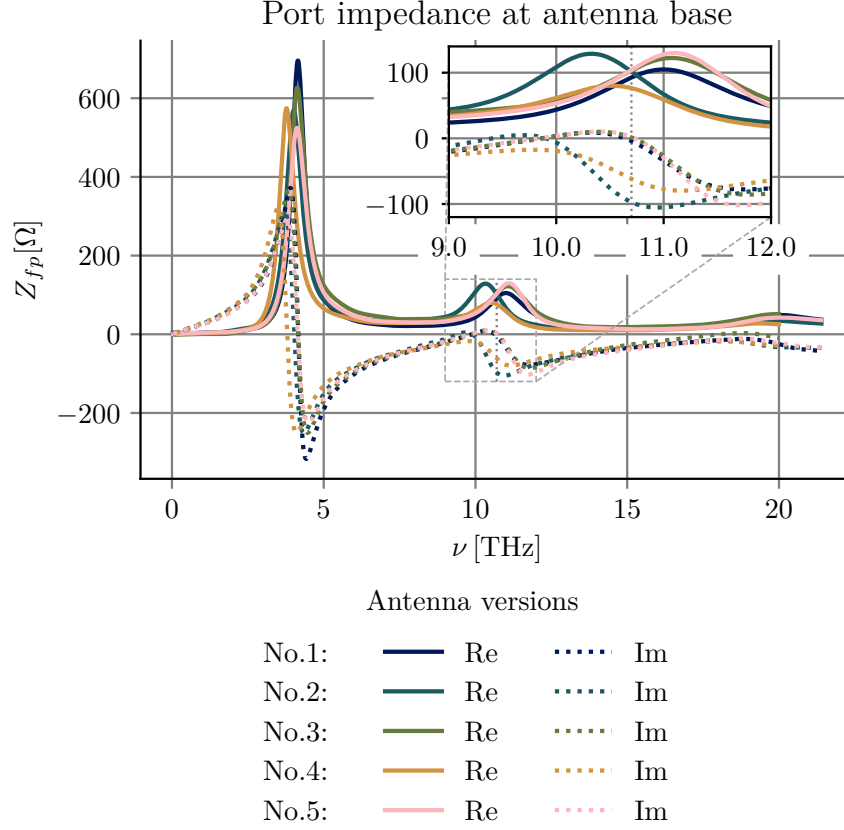 Port impedance at antenna base
Z_{fp} [Ω]
600
400
200
0
−200
100
0
−100
9.0 10.0 11.0 12.0
0 5 10 15 20
ν [THz]
Antenna versions
No.1: Re Im
No.2: Re Im
No.3: Re Im
No.4: Re Im
No.5: Re Im